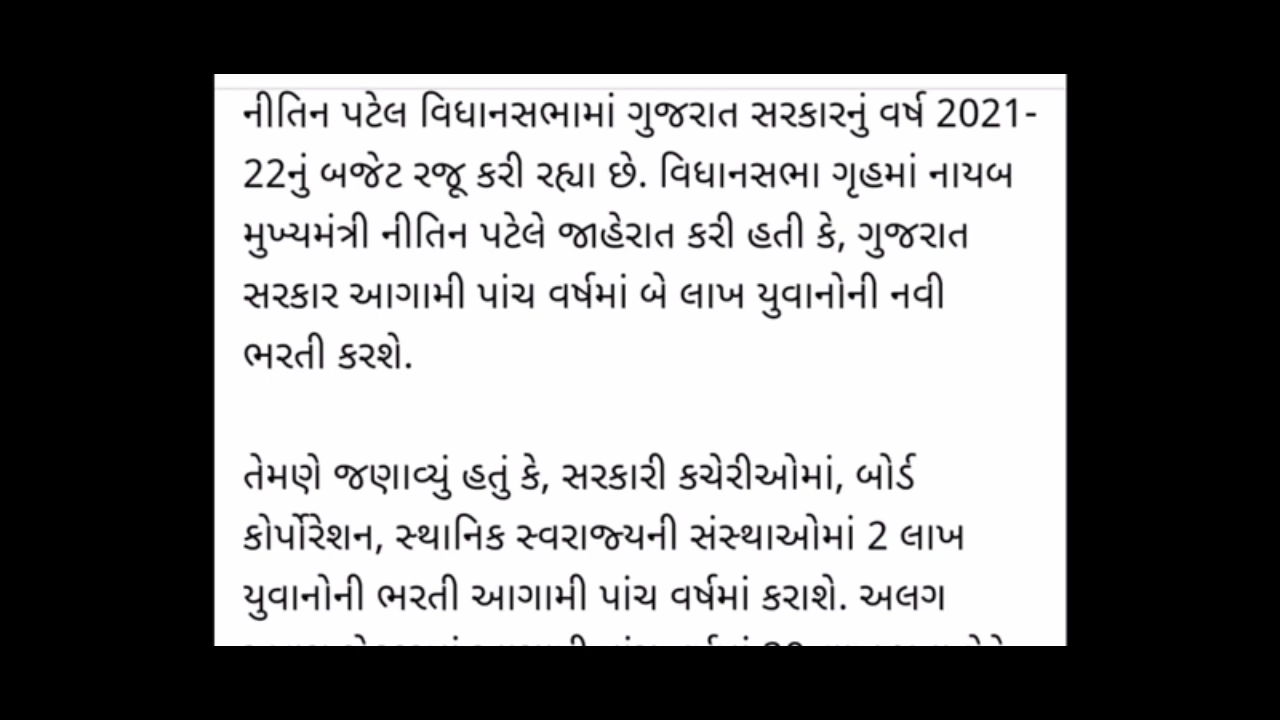 નીતિન પટેલ વિધાનસભામાં ગુજરાત સરકારનું વર્ષ 2021-
22નું બજેટ રજૂ કરી રહ્યા છે. વિધાનસભા ગૃહમાં નાયબ
મુખ્યમંત્રી નીતિન પટેલે જાહેરાત કરી હતી કે, ગુજરાત
સરકાર આગામી પાંચ વર્ષમાં બે લાખ યુવાનોની નવી
ભરતી કરશે.
તેમણે જણાવ્યું હતું કે, સરકારી કચેરીઓમાં, બોર્ડ
કોર્પોરેશન, સ્થાનિક સ્વરાજ્યની સંસ્થાઓમાં 2 લાખ
યુવાનોની ભરતી આગામી પાંચ વર્ષમાં કરાશે. અલગ